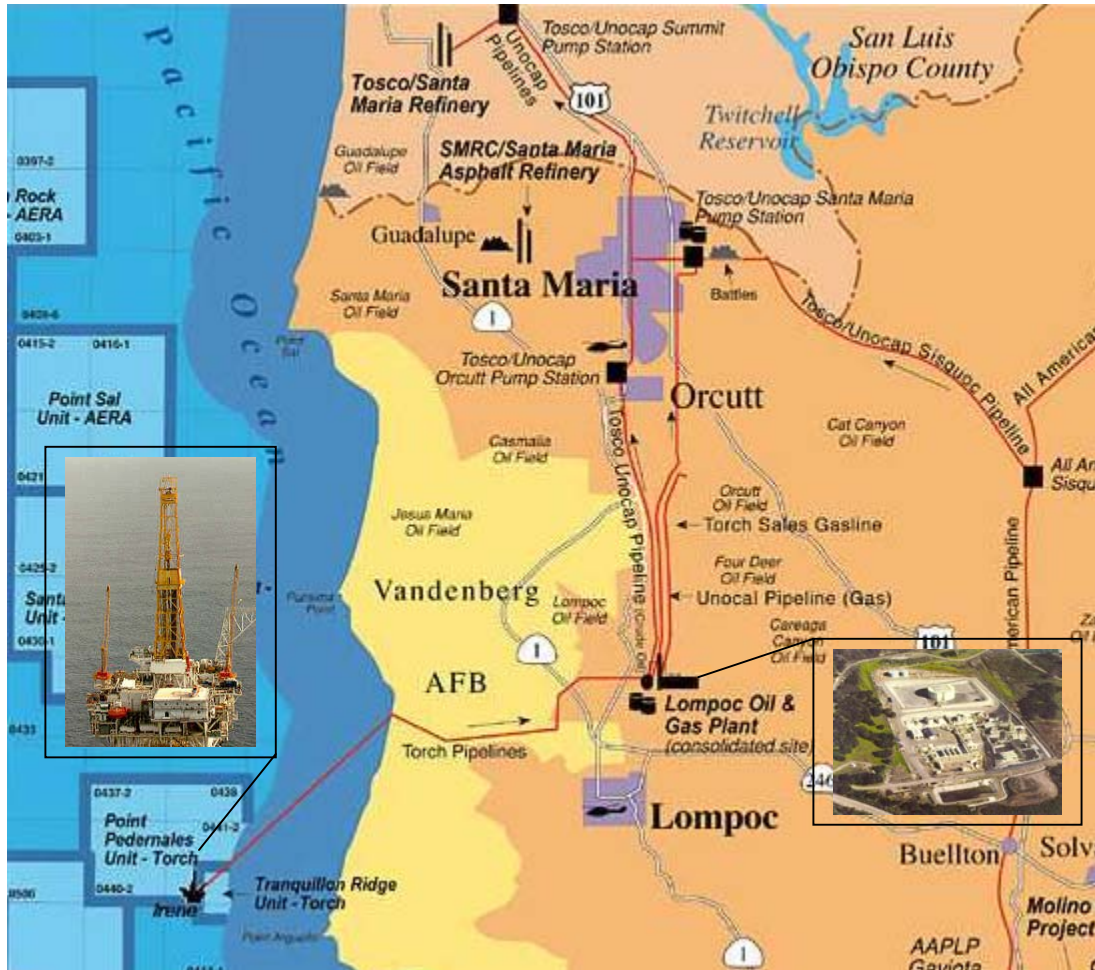 Pacific Ocean
Tosco/Unocap Summit
Pump Station
San Luis
Obispo County
Unocap
Pipelines
Tosco/Santa
Maria Refinery
101
Twitchell
Reservoir
0397-2
Guadalupe
Oil Field
SMRC/Santa Maria
Asphalt Refinery
Rock
- AERA
0403-1
Tosco/Unocap Santa Maria
Pump Station
Guadalupe
Santa Maria
Battles
Santa Maria
Oil Field
1
0415-2
0416-1
Point
Sal
Tosco/Unocap
Orcutt Pump Station
Tosco/Unocap Sisquoc Pipeline
All American
Point Sal
Unit - AERA
Orcutt
Cat Canyon
Oil Field
Casmalia
Oil Field
Tosco Unocap Pipeline (Crude Oil)
0421
All Am
Sisqu
Jesus Maria
Oil Field
Orcutt
Oil Field
Torch Sales Gasline
Four Deer
Oil Field
Santa
Unit -
0430-1
Purisima
Point
Vandenberg
Lompoc
Oil Field
Unocal Pipeline (Gas)
Careaga
Canyon
Oil Field
101
merican Pipeline
1
AFB
Lompoc Oil &
Gas Plant
(consolidated site)
0433
Torch Pipelines
246
0437-2
0438
Point
Pedernales
Unit - Torch
0441-2
Lompoc
Buellton
Solv
0440-2
Tranquillon Ridge
Unit -Torch
Irene
Molino
Project
Point Arguello
1
AAPLP
Gaviota